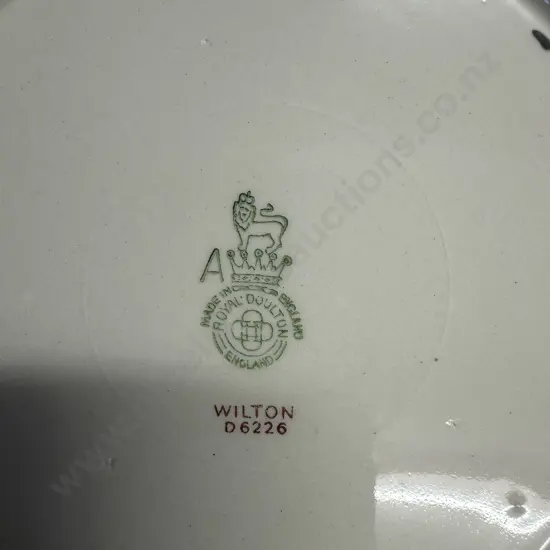 A
MADE IN ENGLAND
ROYAL DOULTON
ENGLAND
WILTON
D6226